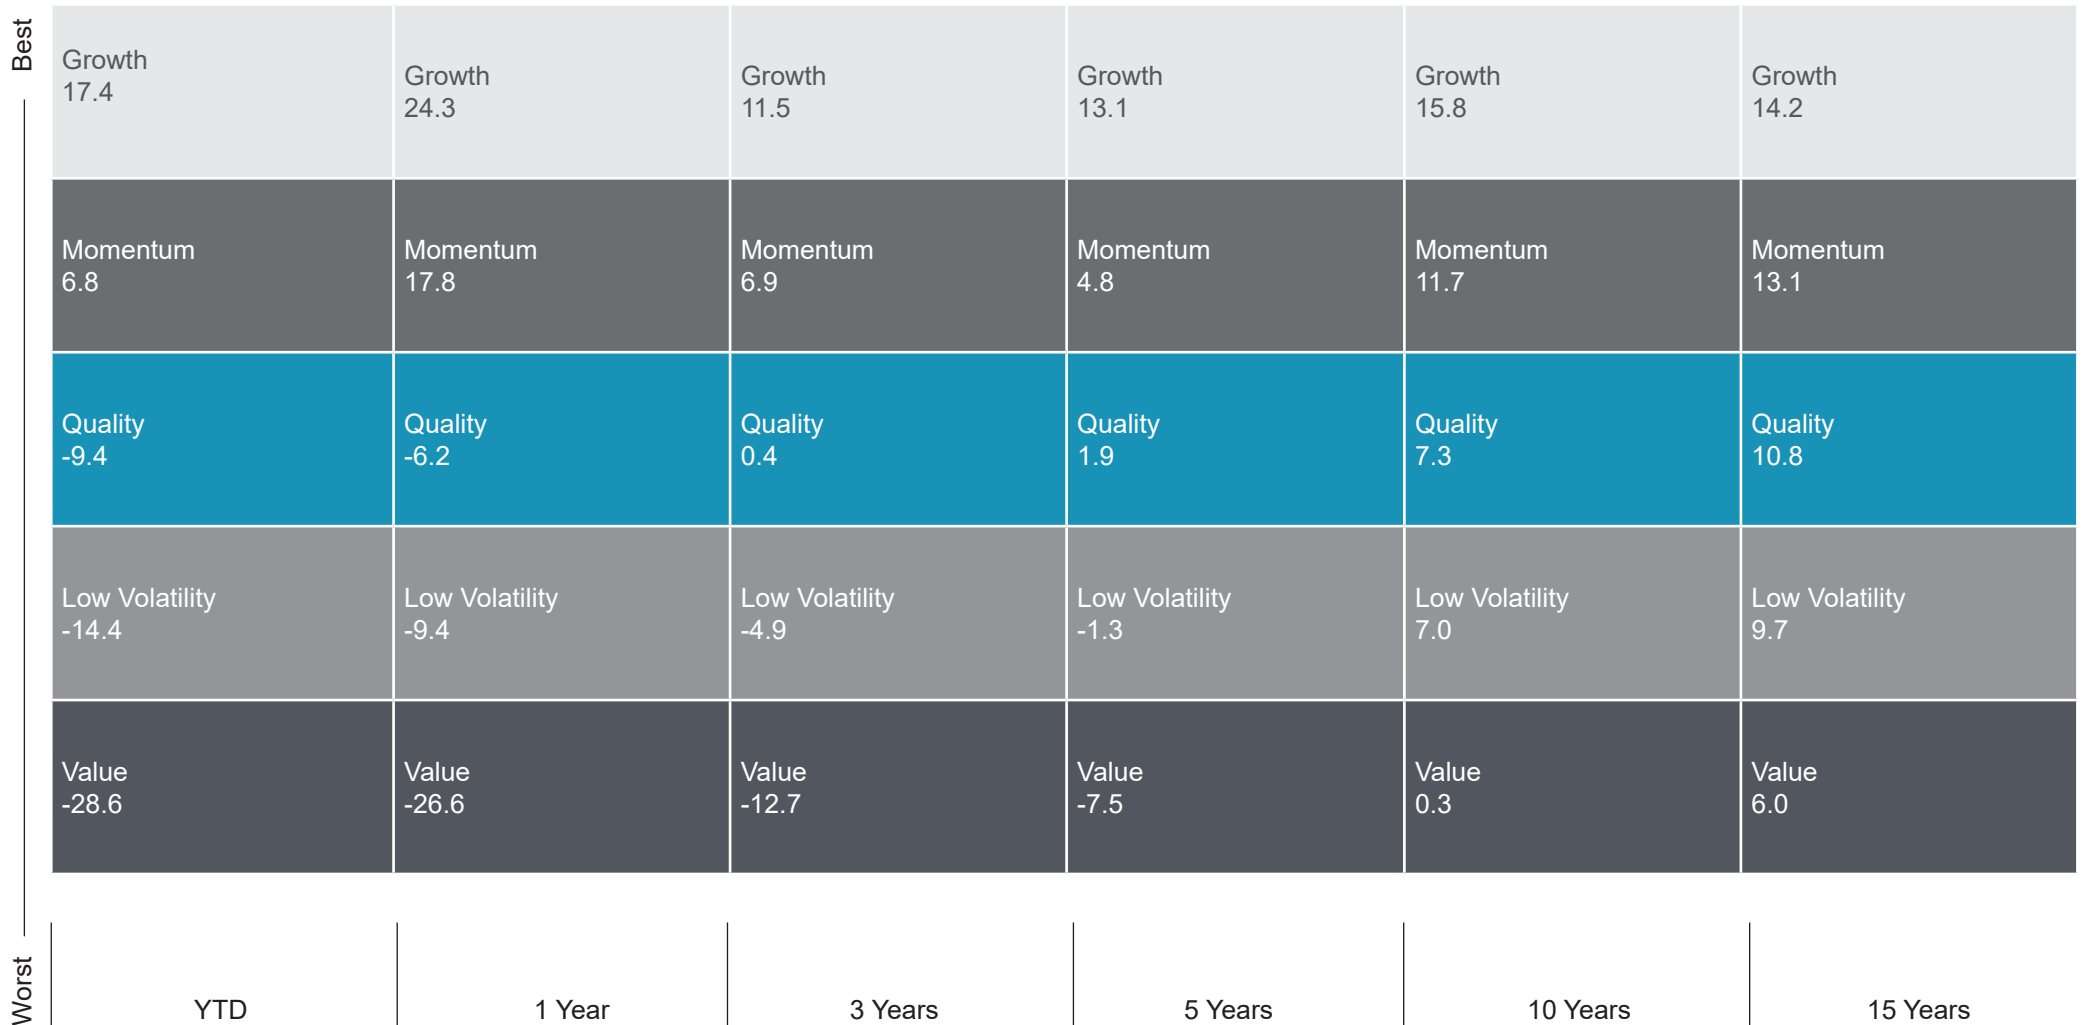 Best
Growth
17.4
Growth
24.3
Growth
11.5
Growth
13.1
Growth
15.8
Growth
14.2
Momentum
6.8
Momentum
17.8
Momentum
6.9
Momentum
4.8
Momentum
11.7
Momentum
13.1
Quality
-9.4
Quality
-6.2
Quality
0.4
Quality
1.9
Quality
7.3
Quality
10.8
Low Volatility
-14.4
Low Volatility
-9.4
Low Volatility
-4.9
Low Volatility
-1.3
Low Volatility
7.0
Low Volatility
9.7
Value
-28.6
Value
-26.6
Value
-12.7
Value
-7.5
Value
0.3
Value
6.0
Worst
YTD
1 Year
3 Years
5 Years
10 Years
15 Years